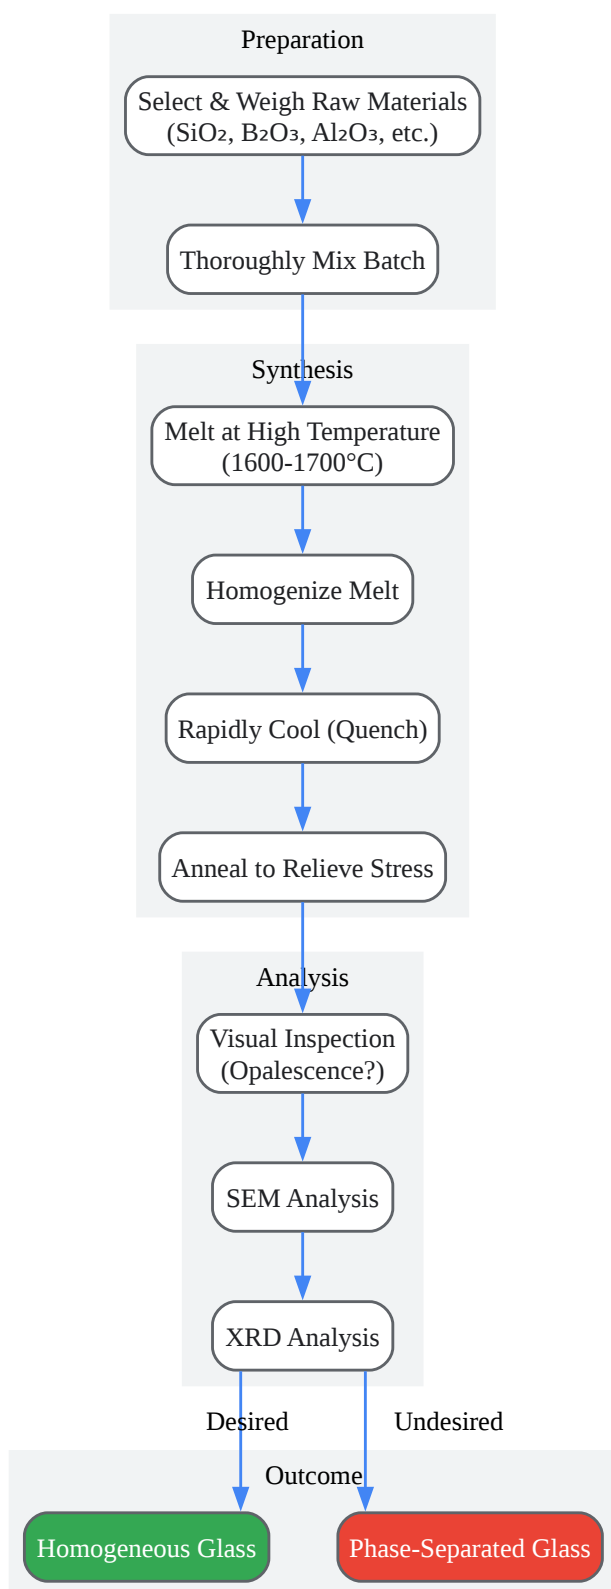 Preparation
Select & Weigh Raw Materials
(SiO₂, B₂O₃, Al₂O₃, etc.)
Thoroughly Mix Batch
Synthesis
Melt at High Temperature
(1600-1700°C)
Homogenize Melt
Rapidly Cool (Quench)
Anneal to Relieve Stress
Analysis
Visual Inspection
(Opalescence?)
SEM Analysis
XRD Analysis
Desired
Undesired
Outcome
Homogeneous Glass
Phase-Separated Glass